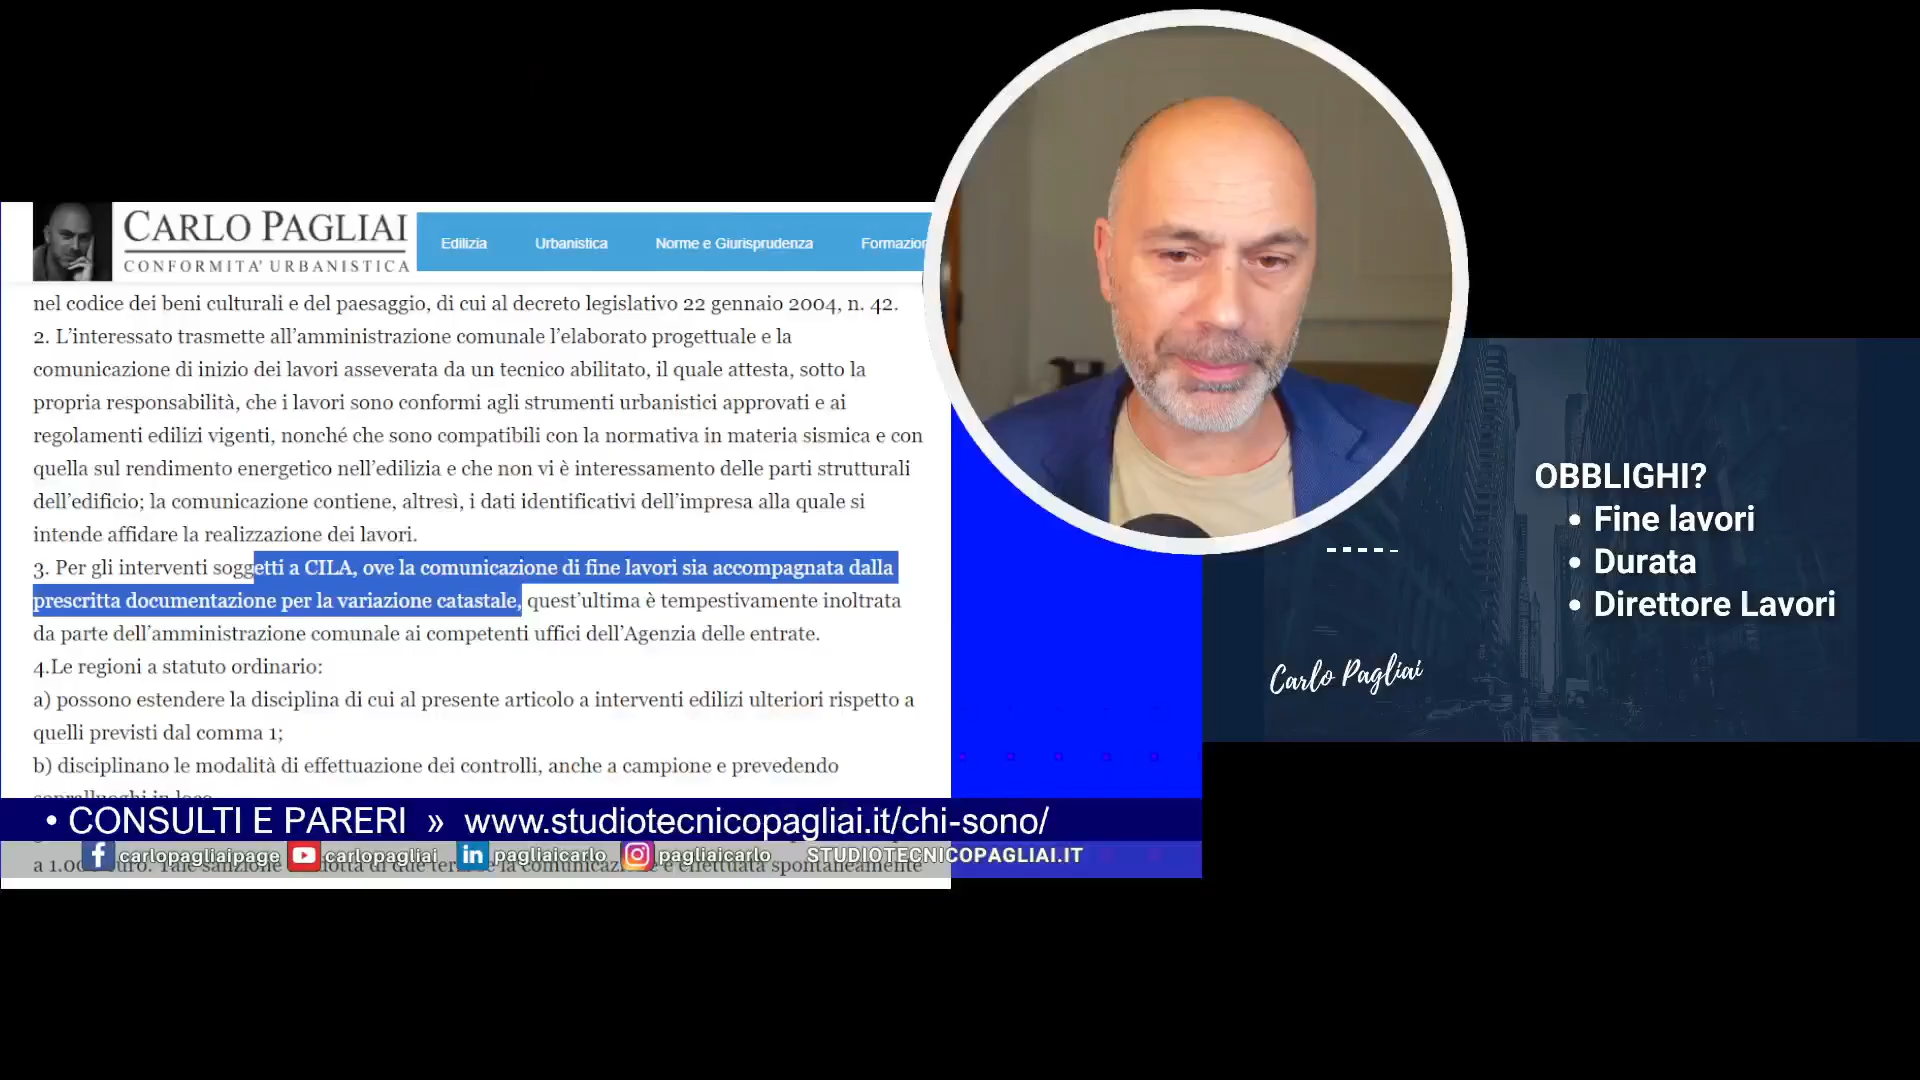 CARLO PAGLIAI
CONFORMITA' URBANISTICA
Edilizia Urbanistica Norme e Giurisprudenza Formazion
nel codice dei beni culturali e del paesaggio, di cui al decreto legislativo 22 gennaio 2004, n. 42.
2. L'interessato trasmette all'amministrazione comunale l'elaborato progettuale e la
comunicazione di inizio dei lavori asseverata da un tecnico abilitato, il quale attesta, sotto la
propria responsabilità, che i lavori sono conformi agli strumenti urbanistici approvati e ai
regolamenti edilizi vigenti, nonché che sono compatibili con la normativa in materia sismica e con
quella sul rendimento energetico nell'edilizia e che non vi è interessamento delle parti strutturali
dell'edificio; la comunicazione contiene, altresì, i dati identificativi dell'impresa alla quale si
intende affidare la realizzazione dei lavori.
3. Per gli interventi soggetti a CILA, ove la comunicazione di fine lavori sia accompagnata dalla
prescritta documentazione per la variazione catastale, quest'ultima è tempestivamente inoltrata
da parte dell'amministrazione comunale ai competenti uffici dell'Agenzia delle entrate.
4.Le regioni a statuto ordinario:
a) possono estendere la disciplina di cui al presente articolo a interventi edilizi ulteriori rispetto a
quelli previsti dal comma 1;
b) disciplinano le modalità di effettuazione dei controlli, anche a campione e prevedendo
sopralluoghi in loco
• CONSULTI E PARERI » www.studiotecnicopagliai.it/chi-sono/
carlopagliaipage carlopagliai pagliaicarlo pagliaicarlo STUDIOTECNICOPAGLIAI.IT
spontaneamente
OBBLIGHI?
• Fine lavori
• Durata
• Direttore Lavori
Carlo Pagliai